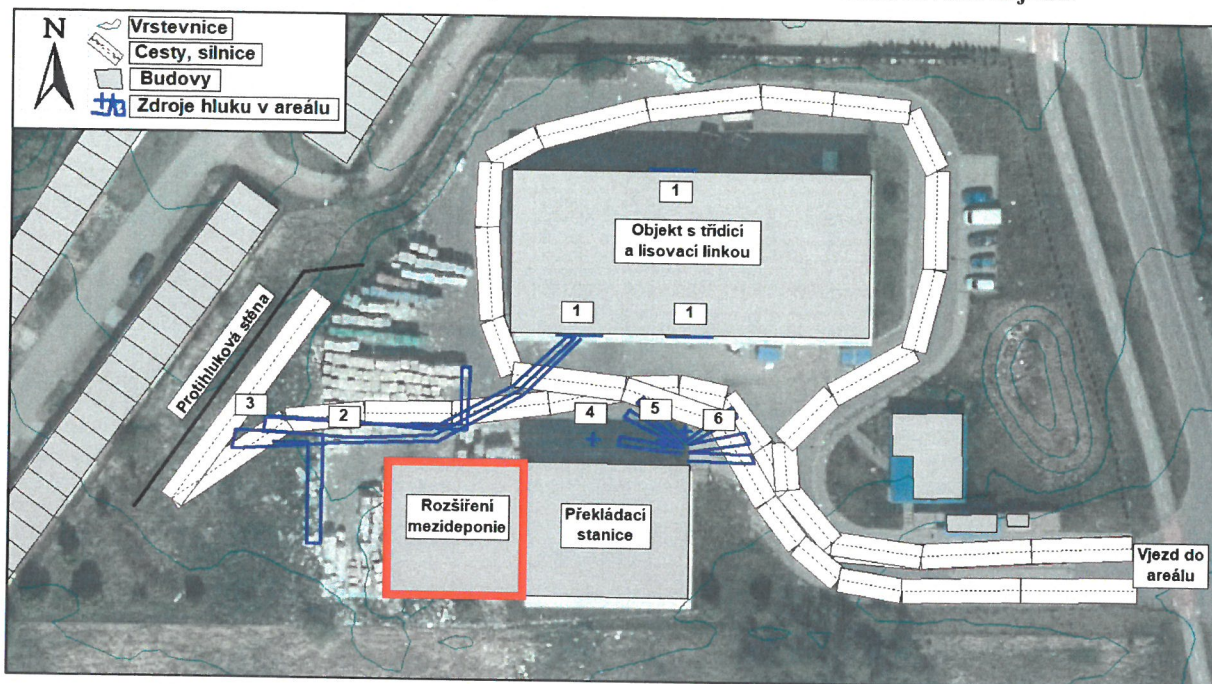 N
Vrstevnice
Cesty, silnice
Budovy
Zdroje hluku v areálu
1
Objekt s třídicí
a lisovací linkou
1
1
Protihluková stěna
3
2
4
5
6
Rozšíření
mezideponie
Překládací
stanice
Vjezd do
areálu